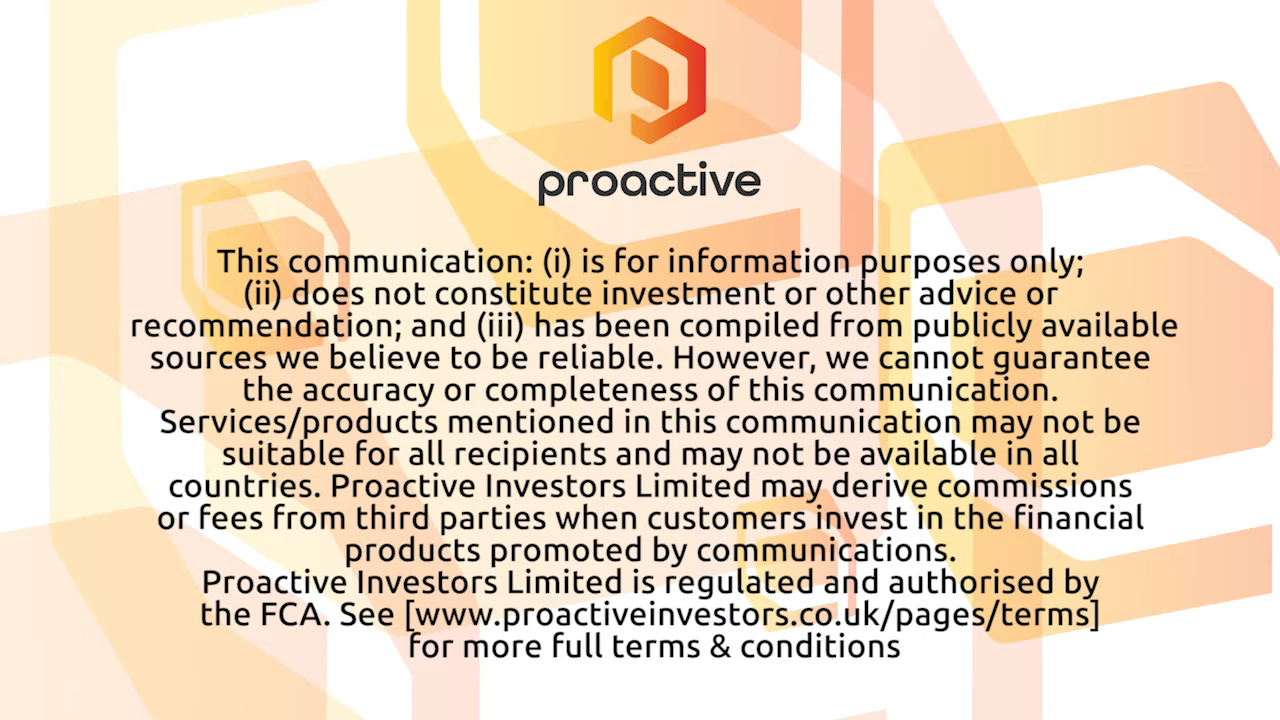 proactive
This communication: (i) is for information purposes only;
(ii) does not constitute investment or other advice or
recommendation; and (iii) has been compiled from publicly available
sources we believe to be reliable. However, we cannot guarantee
the accuracy or completeness of this communication.
Services/products mentioned in this communication may not be
suitable for all recipients and may not be available in all
countries. Proactive Investors Limited may derive commissions
or fees from third parties when customers invest in the financial
products promoted by communications.
Proactive Investors Limited is regulated and authorised by
the FCA. See [www.proactiveinvestors.co.uk/pages/terms]
for more full terms & conditions